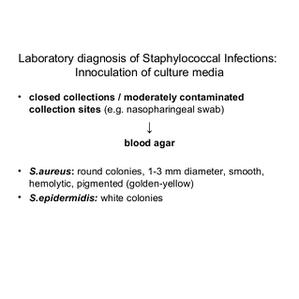 Laboratory diagnosis of Staphylococcal Infections:
Innoculation of culture media
• closed collections / moderately contaminated
collection sites (e.g. nasopharingeal swab)
↓
blood agar
• S.aureus: round colonies, 1-3 mm diameter, smooth,
hemolytic, pigmented (golden-yellow)
• S.epidermidis: white colonies